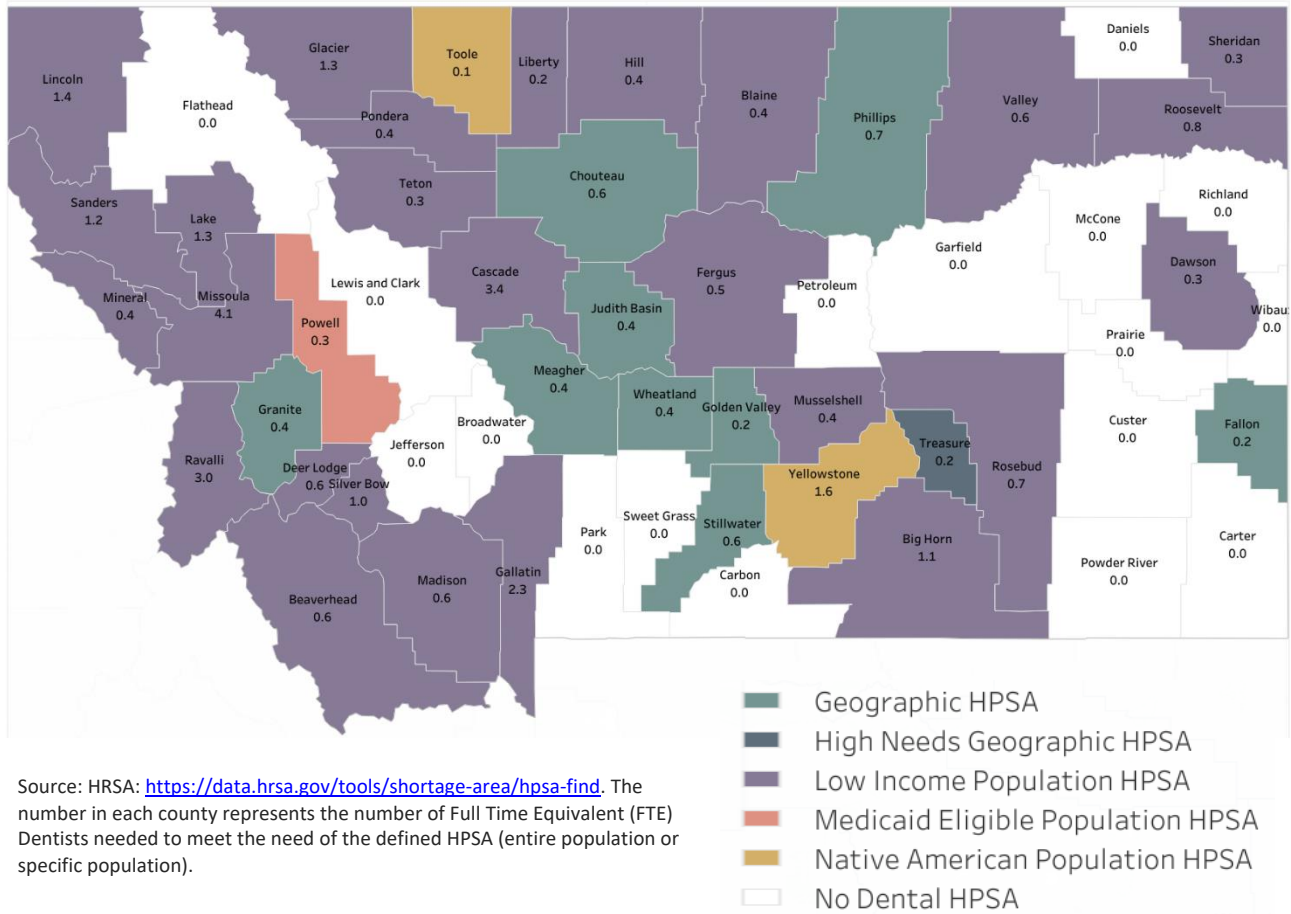 Daniels
0.0
Sheridan
0.3
Glacier
1.3
Toole
0.1
Liberty
0.2
Hill
0.4
Lincoln
1.4
Flathead
0.0
Blaine
0.4
Valley
0.6
Roosevelt
0.8
Pondera
0.4
Phillips
0.7
Chouteau
0.6
Teton
0.3
Sanders
1.2
Lake
1.3
Richland
0.0
McCone
0.0
Garfield
0.0
Dawson
0.3
Lewis and Clark
0.0
Cascade
3.4
Fergus
0.5
Petroleum
0.0
Mineral
0.4
Missoula
4.1
Judith Basin
0.4
Wibaux
0.0
Powell
0.3
Prairie
0.0
Meagher
0.4
Wheatland
0.4
Golden Valley
0.2
Musselshell
0.4
Granite
0.4
Broadwater
0.0
Jefferson
0.0
Custer
0.0
Fallon
0.2
Treasure
0.2
Ravalli
3.0
Deer Lodge
0.6
Silver Bow
1.0
Yellowstone
1.6
Rosebud
0.7
Park
0.0
Sweet Grass
0.0
Stillwater
0.6
Big Horn
1.1
Carter
0.0
Powder River
0.0
Carbon
0.0
Gallatin
2.3
Madison
0.6
Beaverhead
0.6
Geographic HPSA
High Needs Geographic HPSA
Low Income Population HPSA
Medicaid Eligible Population HPSA
Native American Population HPSA
No Dental HPSA
Source: HRSA: https://data.hrsa.gov/tools/shortage-area/hpsa-find. The
number in each county represents the number of Full Time Equivalent (FTE)
Dentists needed to meet the need of the defined HPSA (entire population or
specific population).